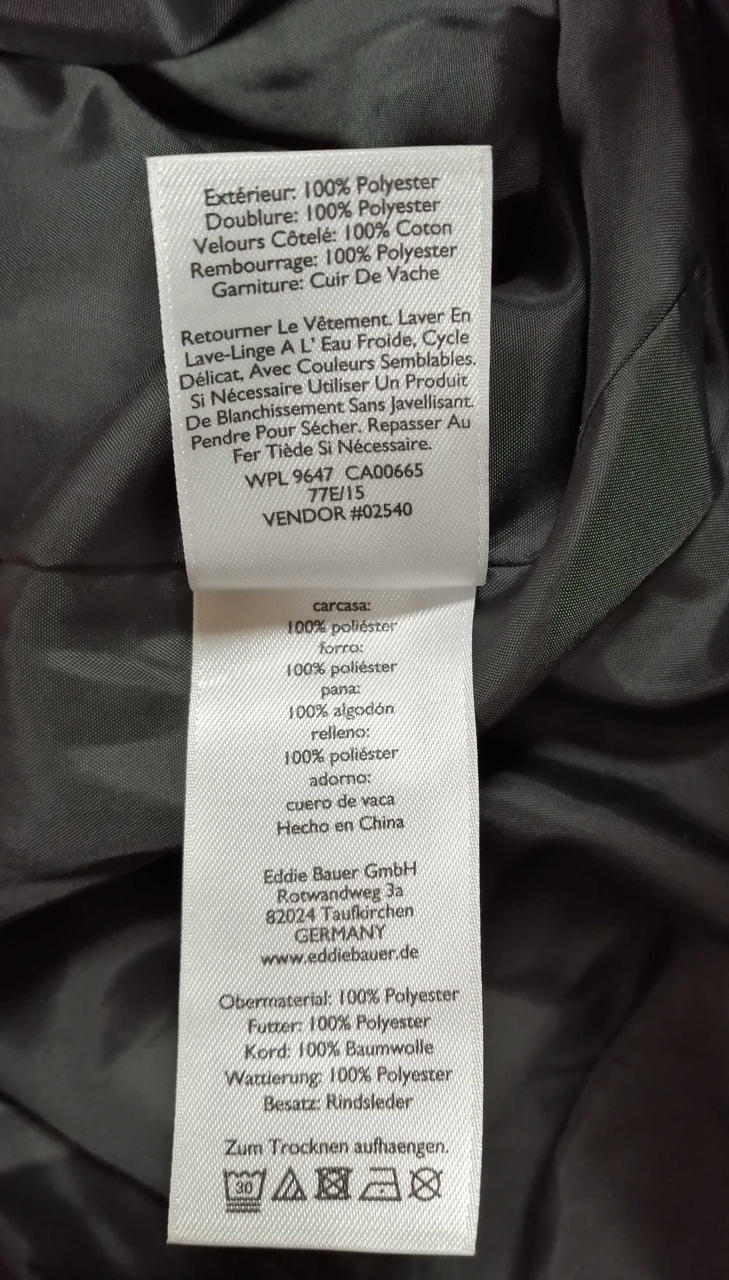 Extérieur: 100% Polyester
Doublure: 100% Polyester
Velours Côtelé: 100% Coton
Rembourrage: 100% Polyester
Garniture: Cuir De Vache
Retourner Le Vêtement. Laver En
Lave-Linge A L' Eau Froide, Cycle
Délicat, Avec Couleurs Semblables.
Si Nécessaire Utiliser Un Produit
De Blanchissement Sans Javellisant.
Pendre Pour Sécher. Repasser Au
Fer Tiède Si Nécessaire.
WPL 9647 CA00665
77E/15
VENDOR #02540
carcasa:
100% poliéster
forro:
100% poliéster
pana:
100% algodón
relleno:
100% poliéster
adorno:
cuero de vaca
Hecho en China
Eddie Bauer GmbH
Rotwandweg 3a
82024 Taufkirchen
GERMANY
www.eddiebauer.de
Obermaterial: 100% Polyester
Futter: 100% Polyester
Kord: 100% Baumwolle
Wattierung: 100% Polyester
Besatz: Rindsleder
Zum Trocknen aufhaengen.
30